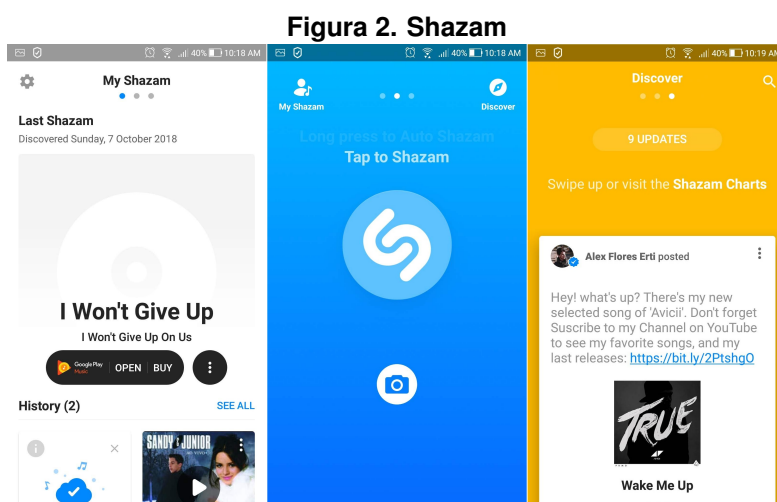 Figura 2. Shazam
40% 10:18 AM
My Shazam
Last Shazam
Discovered Sunday, 7 October 2018
I Won't Give Up
I Won't Give Up On Us
Google Play
Music
OPEN
BUY
History (2)
SEE ALL
SANDY & JUNIOR
40% 10:18 AM
My Shazam
Discover
Long press to Auto Shazam
Tap to Shazam
40% 10:19 AM
Discover
9 UPDATES
Swipe up or visit the Shazam Charts
Alex Flores Erti posted
Hey! what's up? There's my new
selected song of 'Avicii'. Don't forget
Suscribe to my Channel on YouTube
to see my favorite songs, and my
last releases: https://bit.ly/2PtshgO
TRUE
Wake Me Up